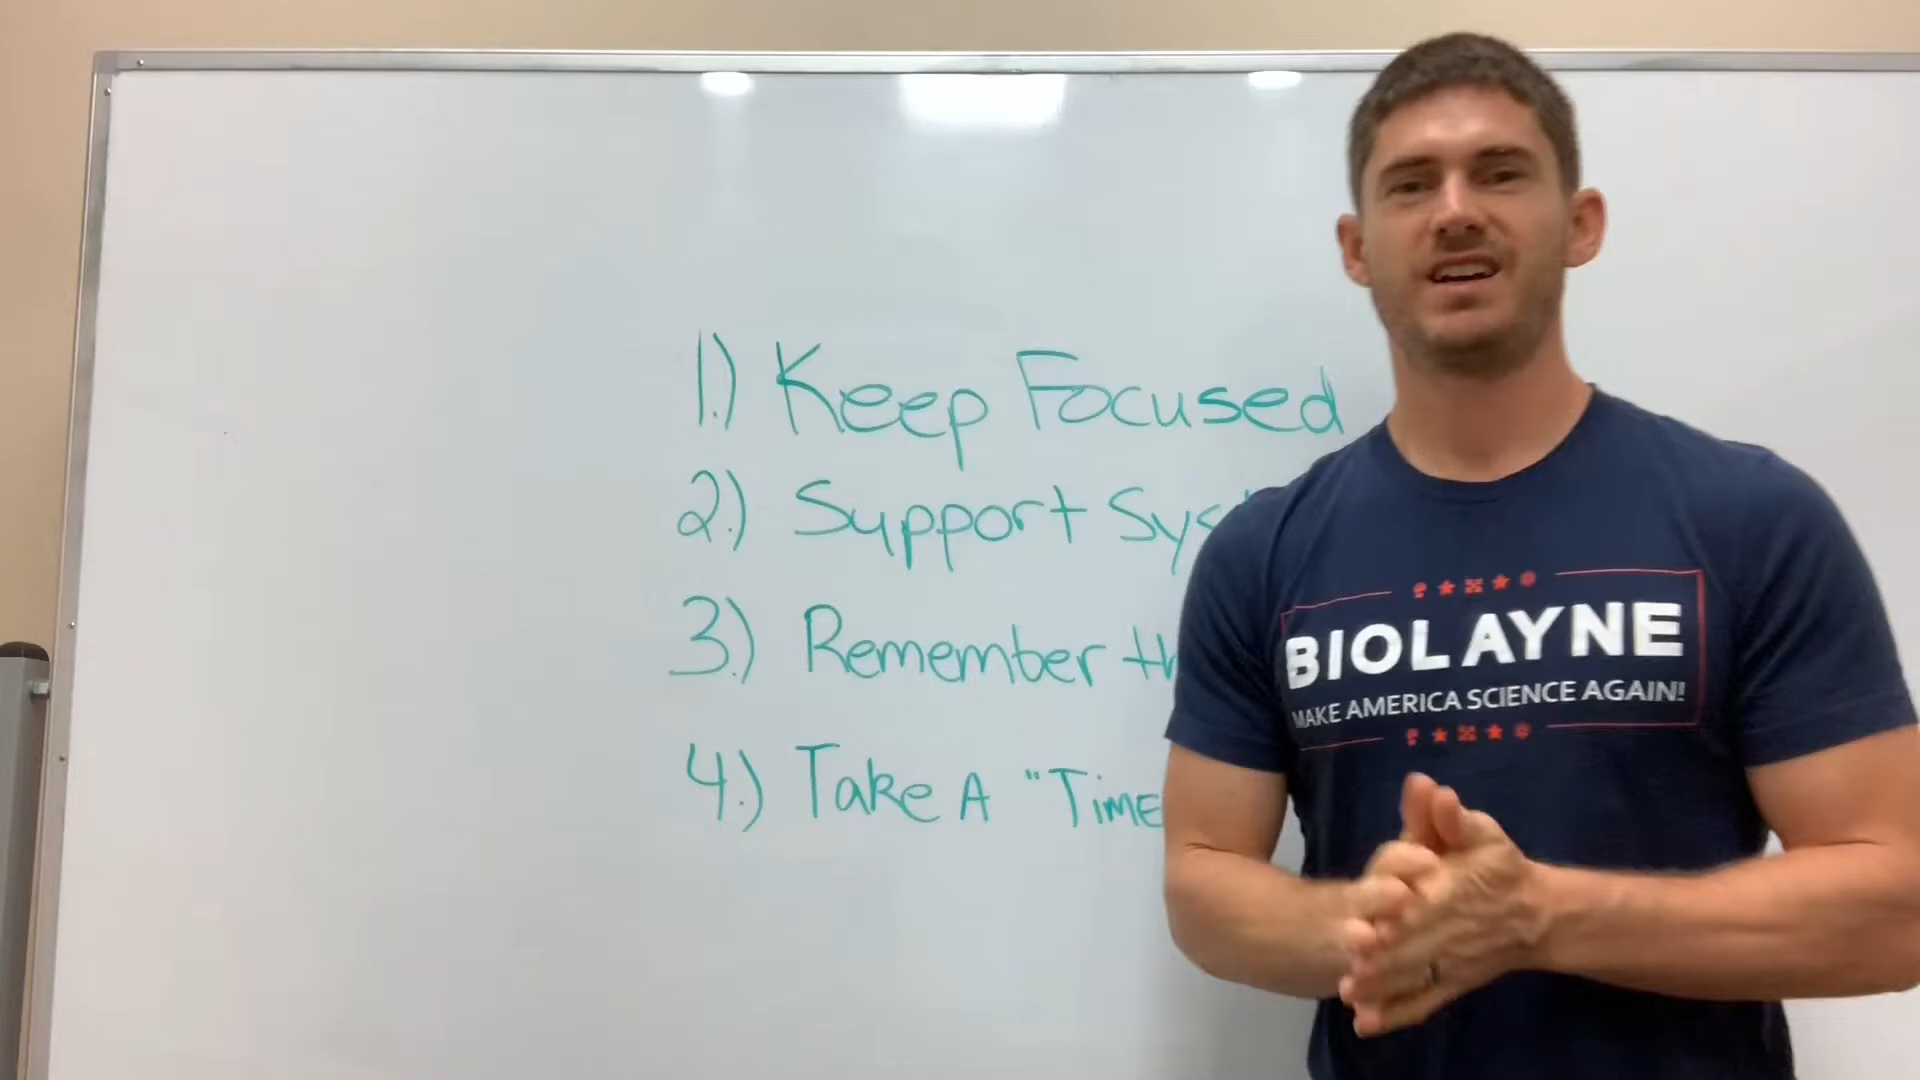 1.) Keep Focused
2.) Support Sys
3.) Remember th
4.) Take A "Time
BIOLAYNE
MAKE AMERICA SCIENCE AGAIN!